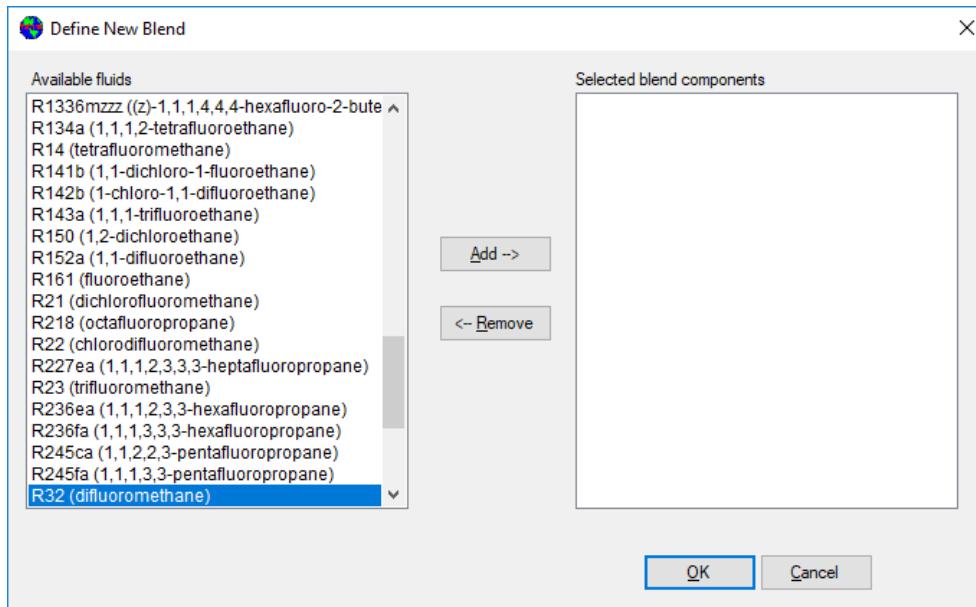 Define New Blend
Available fluids
R1336mzzz ((z)-1,1,1,4,4,4-hexafluoro-2-bute
R134a (1,1,1,2-tetrafluoroethane)
R14 (tetrafluoromethane)
R141b (1,1-dichloro-1-fluoroethane)
R142b (1-chloro-1,1-difluoroethane)
R143a (1,1,1-trifluoroethane)
R150 (1,2-dichloroethane)
R152a (1,1-difluoroethane)
R161 (fluoroethane)
R21 (dichlorofluoromethane)
R218 (octafluoropropane)
R22 (chlorodifluoromethane)
R227ea (1,1,1,2,3,3,3-heptafluoropropane)
R23 (trifluoromethane)
R236ea (1,1,1,2,3,3-hexafluoropropane)
R236fa (1,1,1,3,3,3-hexafluoropropane)
R245ca (1,1,2,2,3-pentafluoropropane)
R245fa (1,1,1,3,3-pentafluoropropane)
R32 (difluoromethane)
Add -->
<-- Remove
Selected blend components
OK
Cancel